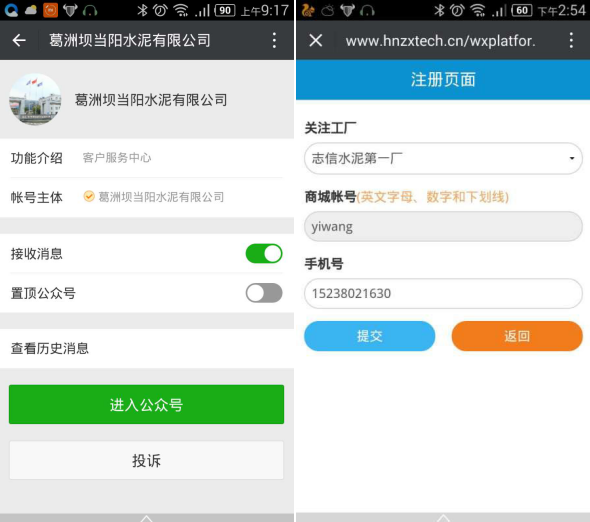 90 上午9:17
葛洲坝当阳水泥有限公司
葛洲坝当阳水泥有限公司
功能介绍 客户服务中心
帐号主体 葛洲坝当阳水泥有限公司
接收消息
置顶公众号
查看历史消息
进入公众号
投诉
60 下午2:54
www.hnzxtech.cn/wxplatfor.
注册页面
关注工厂
志信水泥第一厂
商城帐号(英文字母、数字和下划线)
yiwang
手机号
15238021630
提交 返回